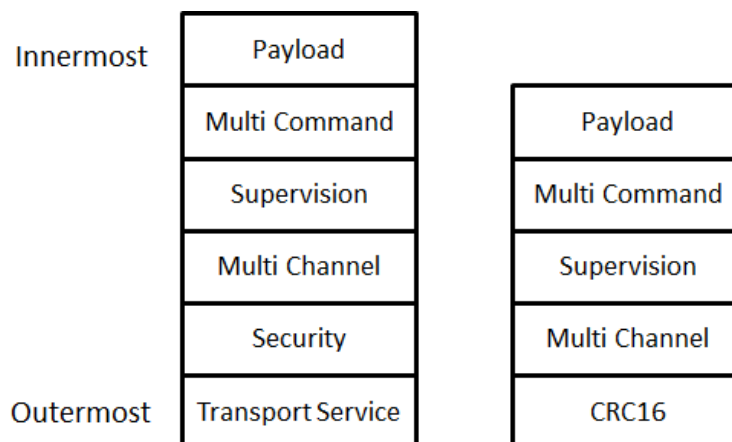 Innermost
Payload
Multi Command
Payload
Supervision
Multi Command
Multi Channel
Supervision
Security
Multi Channel
Outermost
Transport Service
CRC16